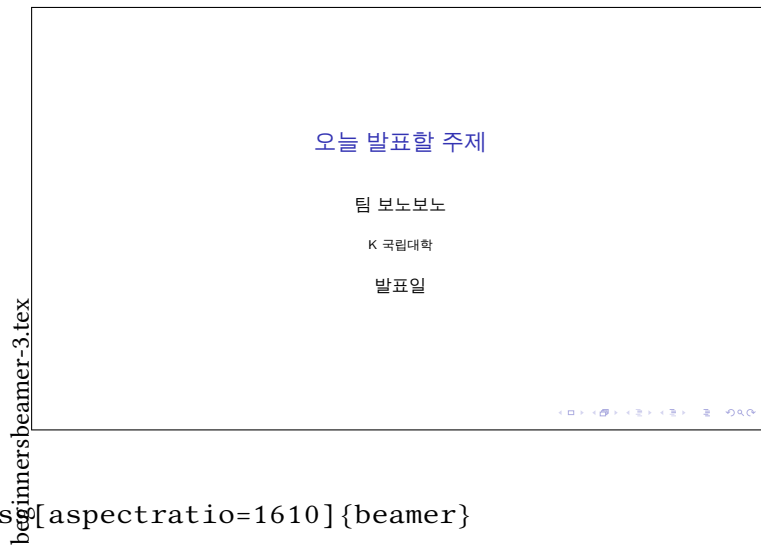 오늘 발표할 주제
팀 보노보노
K 국립대학
발표일
beginnersbeamer-3.tex
s[aspectratio=1610]{beamer}